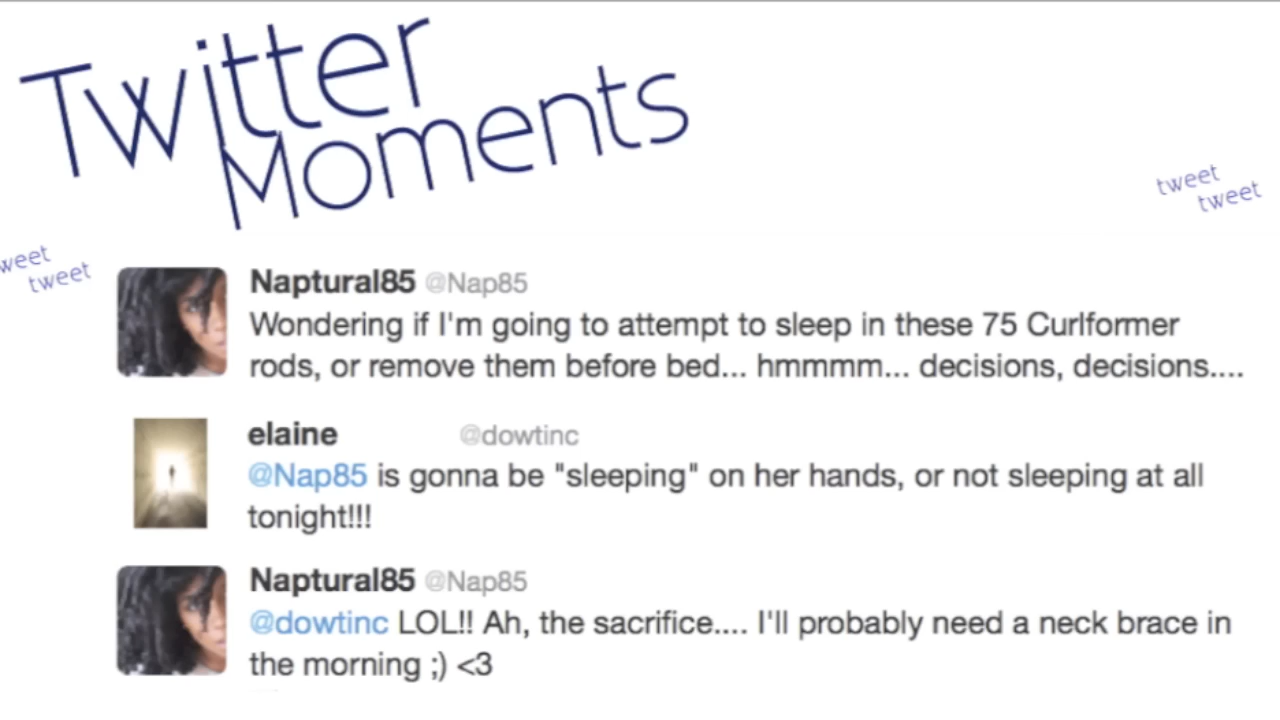 Twitter
Moments
tweet
tweet
weet
tweet
Naptural85 @Nap85
Wondering if I'm going to attempt to sleep in these 75 Curlformer
rods, or remove them before bed... hmmmm... decisions, decisions....
elaine @dowtinc
@Nap85 is gonna be "sleeping" on her hands, or not sleeping at all
tonight!!!
Naptural85 @Nap85
@dowtinc LOL!! Ah, the sacrifice.... I'll probably need a neck brace in
the morning ;) <3